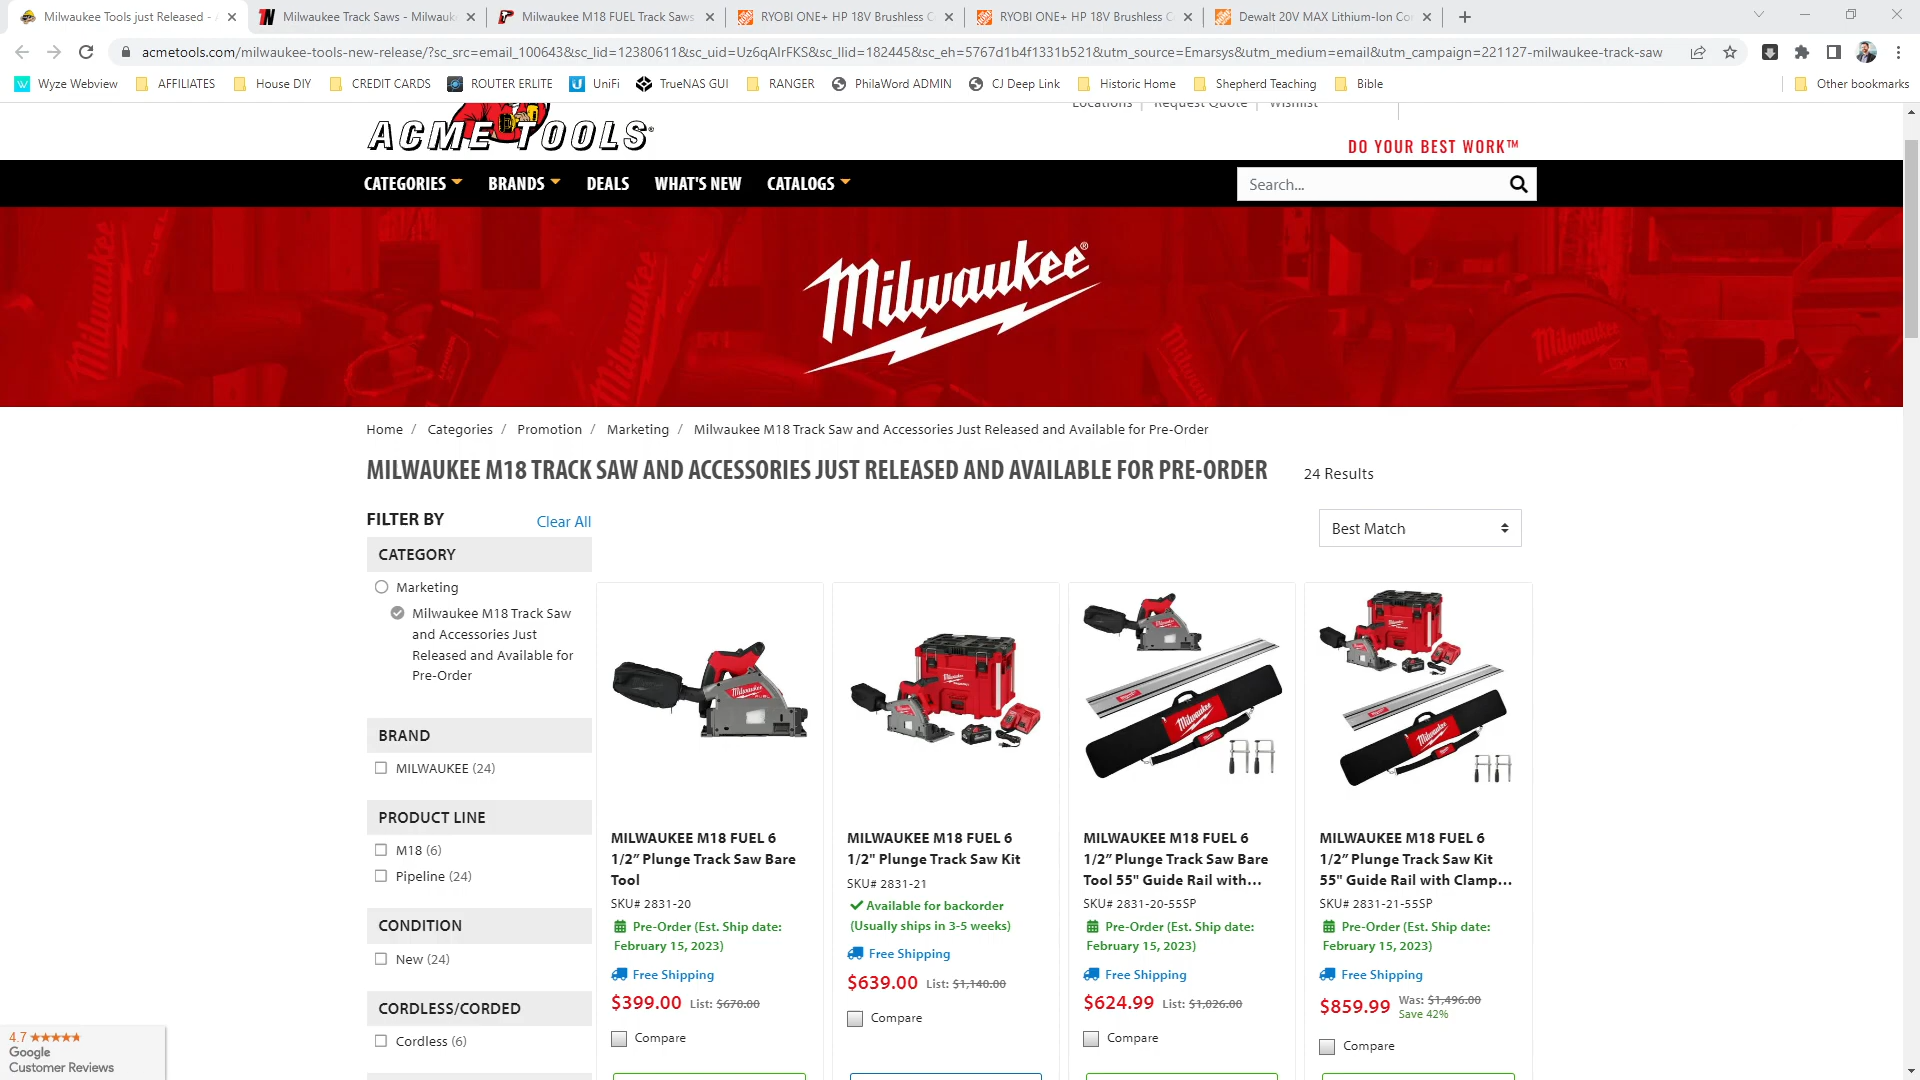 Milwaukee Tools just Released -
Milwaukee Track Saws - Milwauk
Milwaukee M18 FUEL Track Saws
RYOBI ONE+ HP 18V Brushless C
RYOBI ONE+ HP 18V Brushless C
Dewalt 20V MAX Lithium-Ion Co
acmetools.com/milwaukee-tools-new-release/?sc_src=email_100643&sc_lid=12380611&sc_uid=Uz6qAlrFKS&sc_llid=182445&sc_eh=5767d1b4f1331b521&utm_source=Emarsys&utm_medium=email&utm_campaign=221127-milwaukee-track-saw
Wyze Webview
AFFILIATES
House DIY
CREDIT CARDS
ROUTER ERLITE
UniFi
TrueNAS GUI
RANGER
PhilaWord ADMIN
CJ Deep Link
Historic Home
Shepherd Teaching
Bible
Other bookmarks
Locations | Request Quote | Wishlist
ACME TOOLS®
DO YOUR BEST WORK™
CATEGORIES BRANDS DEALS WHAT'S NEW CATALOGS
Search...
Milwaukee®
Home / Categories / Promotion / Marketing / Milwaukee M18 Track Saw and Accessories Just Released and Available for Pre-Order
MILWAUKEE M18 TRACK SAW AND ACCESSORIES JUST RELEASED AND AVAILABLE FOR PRE-ORDER
24 Results
FILTER BY
Clear All
Best Match
CATEGORY
Marketing
Milwaukee M18 Track Saw
and Accessories Just
Released and Available for
Pre-Order
BRAND
MILWAUKEE (24)
PRODUCT LINE
M18 (6)
Pipeline (24)
CONDITION
New (24)
CORDLESS/CORDED
Cordless (6)
MILWAUKEE M18 FUEL 6
1/2” Plunge Track Saw Bare
Tool
SKU# 2831-20
Pre-Order (Est. Ship date:
February 15, 2023)
Free Shipping
$399.00 List: $670.00
Compare
MILWAUKEE M18 FUEL 6
1/2" Plunge Track Saw Kit
SKU# 2831-21
Available for backorder
(Usually ships in 3-5 weeks)
Free Shipping
$639.00 List: $1,140.00
Compare
MILWAUKEE M18 FUEL 6
1/2” Plunge Track Saw Bare
Tool 55" Guide Rail with...
SKU# 2831-20-55SP
Pre-Order (Est. Ship date:
February 15, 2023)
Free Shipping
$624.99 List: $1,026.00
Compare
MILWAUKEE M18 FUEL 6
1/2” Plunge Track Saw Kit
55" Guide Rail with Clamp...
SKU# 2831-21-55SP
Pre-Order (Est. Ship date:
February 15, 2023)
Free Shipping
$859.99 Was: $1,496.00
Save 42%
Compare
4.7
Google
Customer Reviews